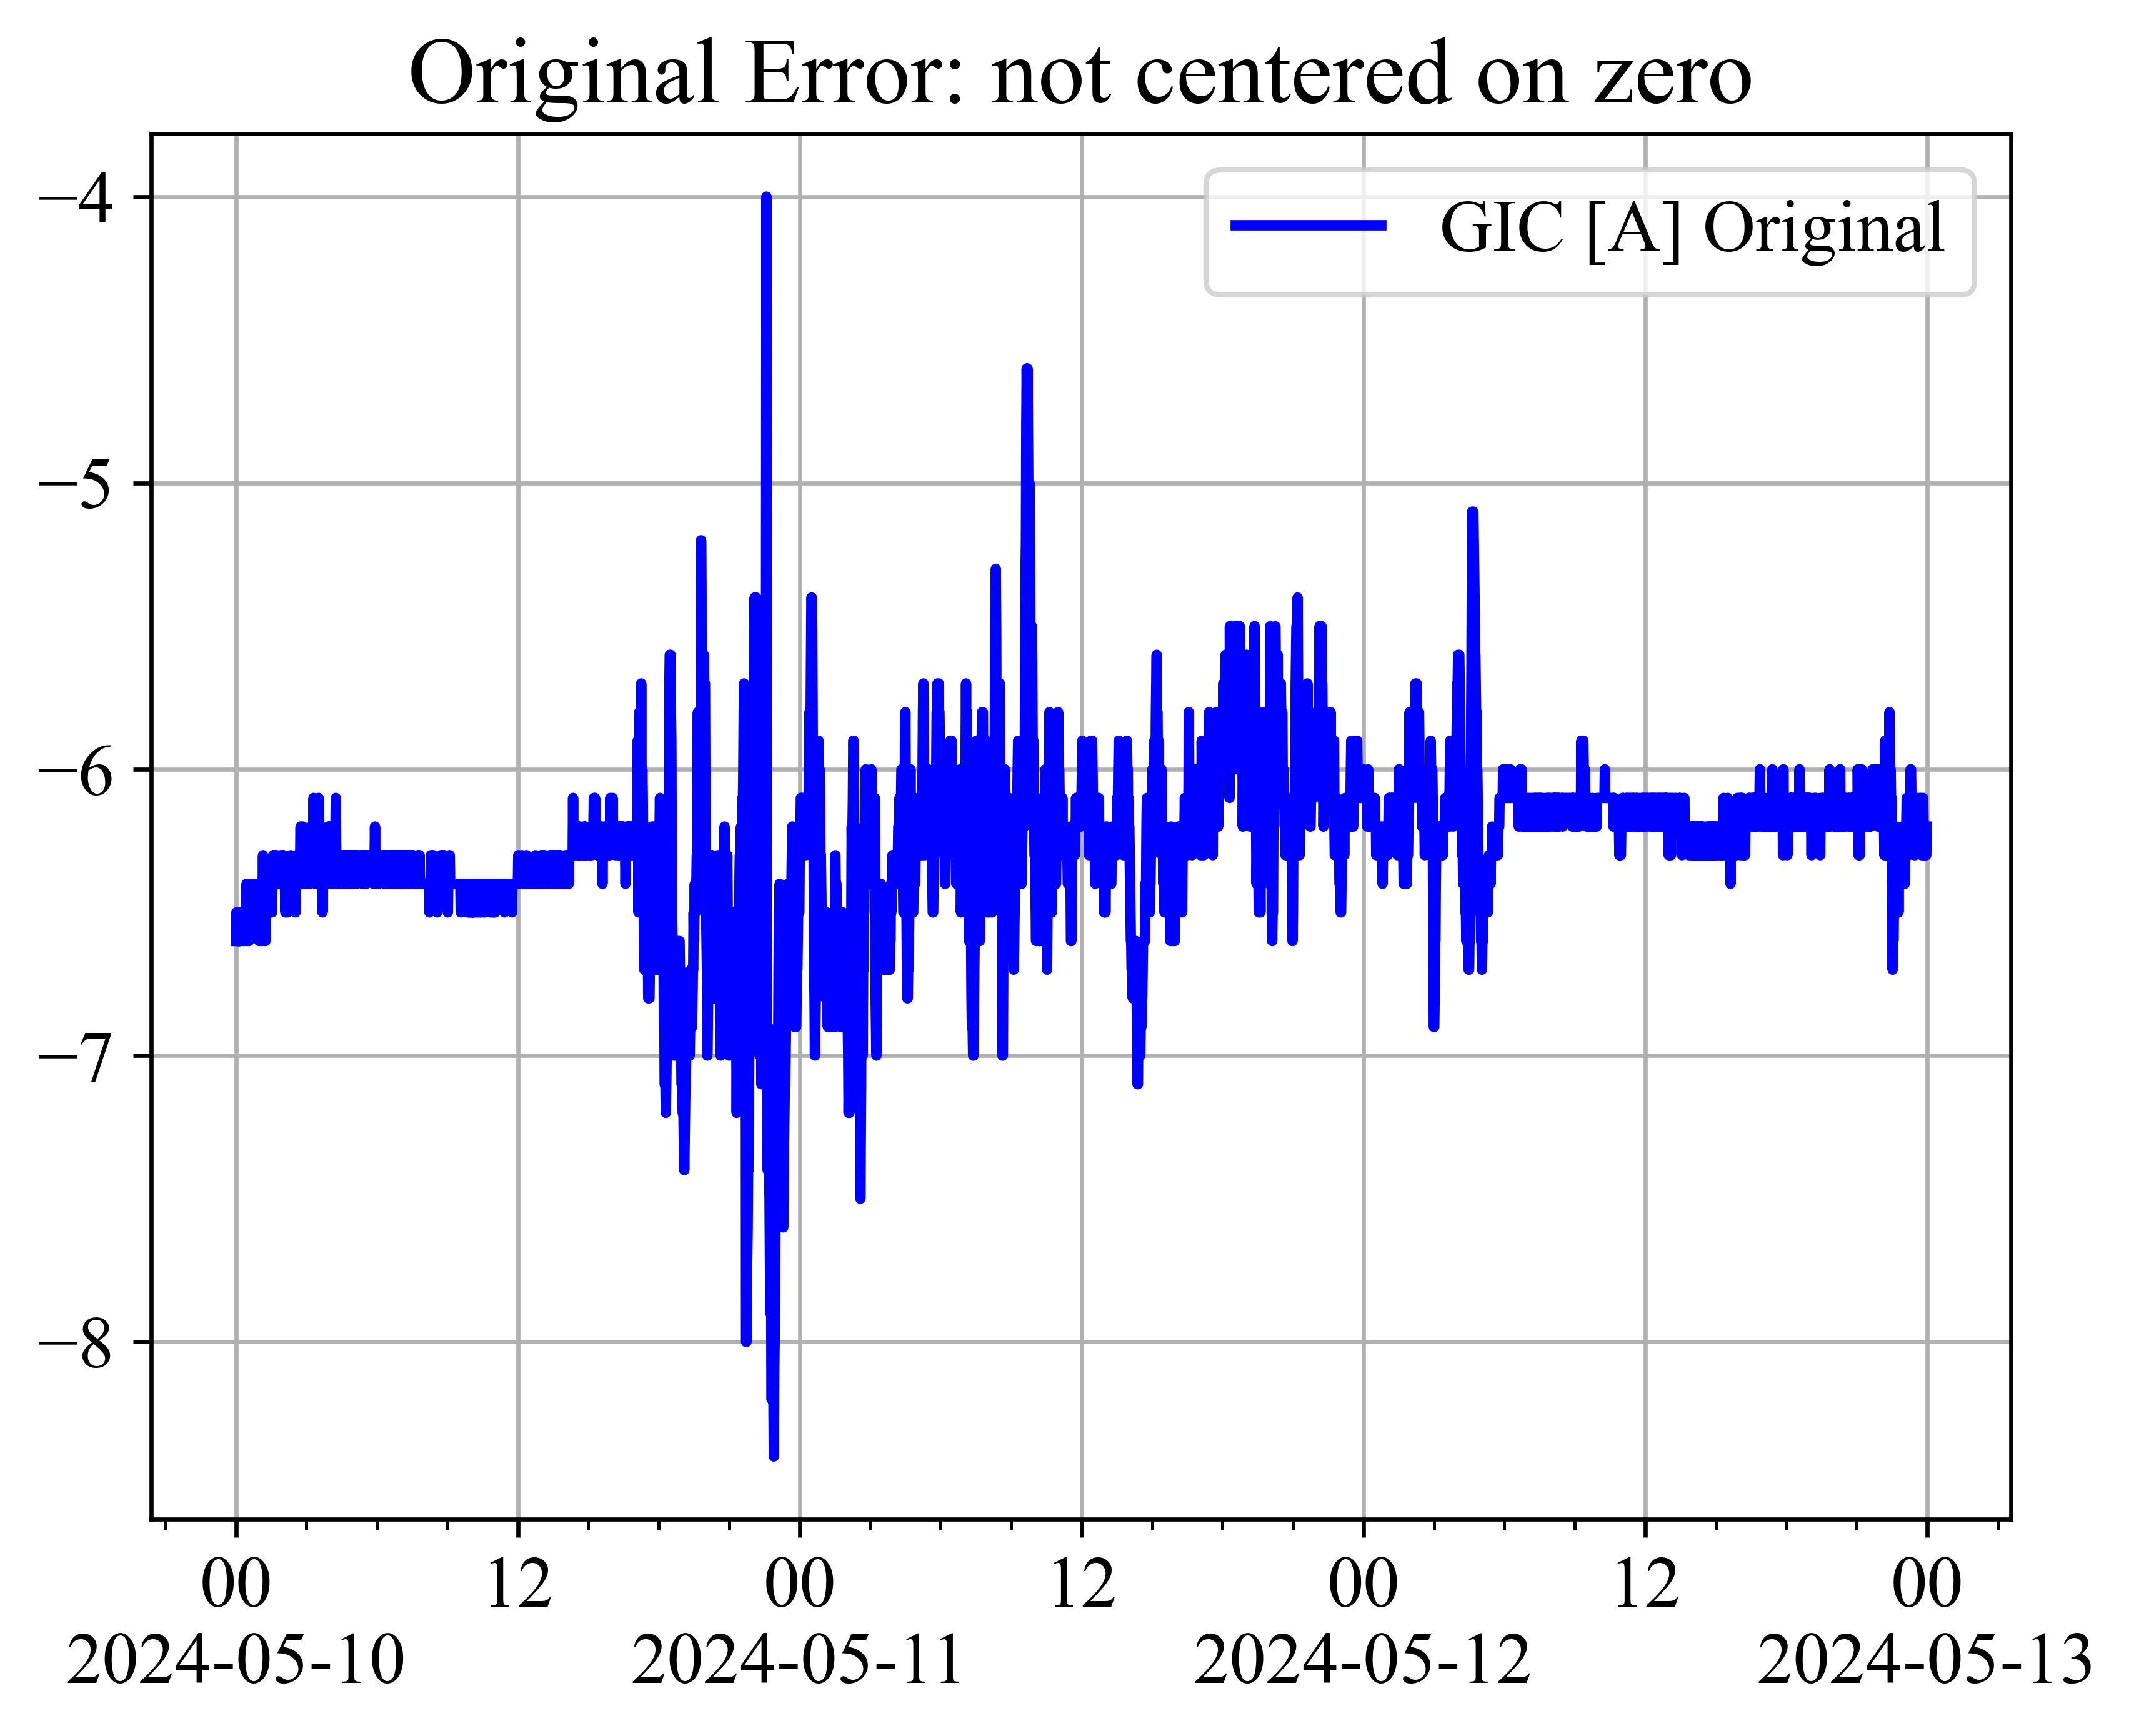 Original Error: not centered on zero
GIC [A] Original
−4
−5
−6
−7
−8
00 12 00 12 00 12 00
2024-05-10 2024-05-11 2024-05-12 2024-05-13